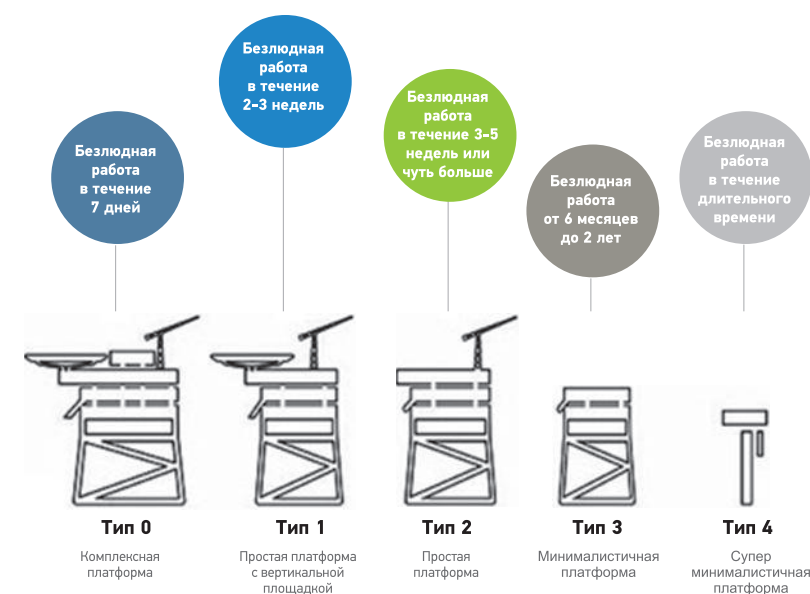 Безлюдная
работа
в течение
7 дней
Безлюдная
работа
в течение
2-3 недель
Безлюдная
работа
в течение 3-5
недель или
чуть больше
Безлюдная
работа
от 6 месяцев
до 2 лет
Безлюдная
работа
в течение
длительного
времени
Тип 0
Комплексная
платформа
Тип 1
Простая платформа
с вертикальной
площадкой
Тип 2
Простая
платформа
Тип 3
Минималистичная
платформа
Тип 4
Супер
минималистичная
платформа